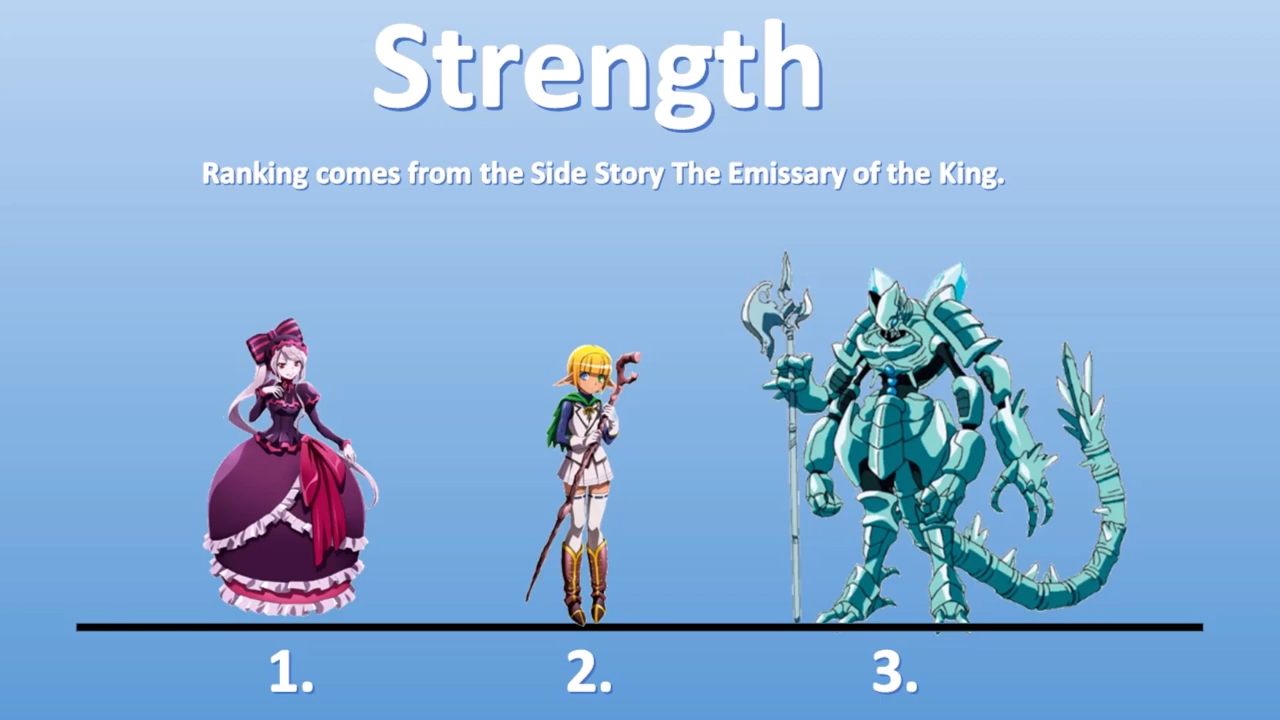 Strength
Ranking comes from the Side Story The Emissary of the King.
1. 2. 3.